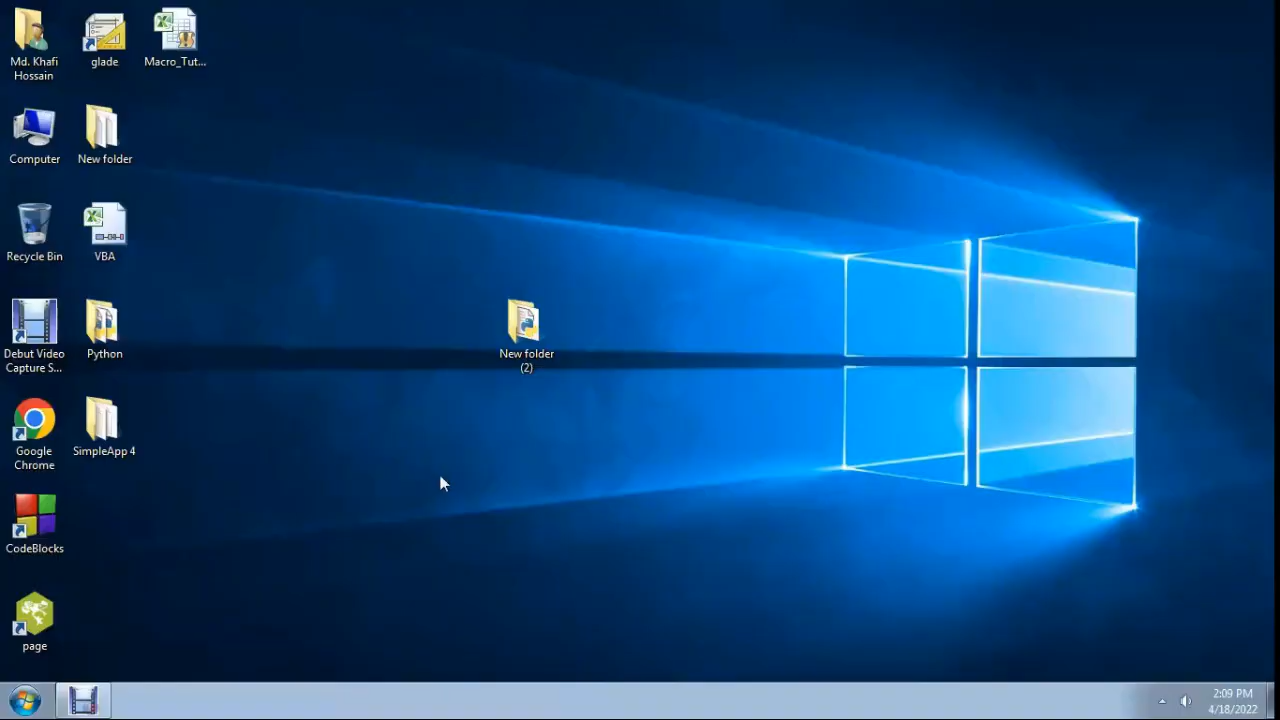 Md. Khafi
Hossain
glade
Macro_Tut...
Computer
New folder
Recycle Bin
VBA
Debut Video
Capture S...
Python
New folder
(2)
Google
Chrome
SimpleApp 4
CodeBlocks
page
2:09 PM
4/18/2022